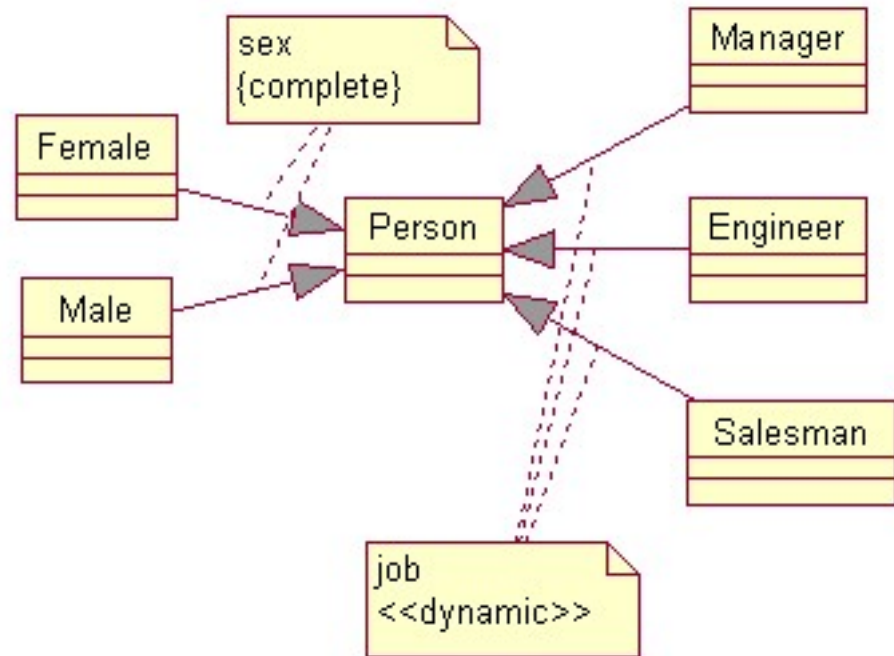 sex
{complete}
Manager
Female
Person
Engineer
Male
Salesman
job
<<dynamic>>